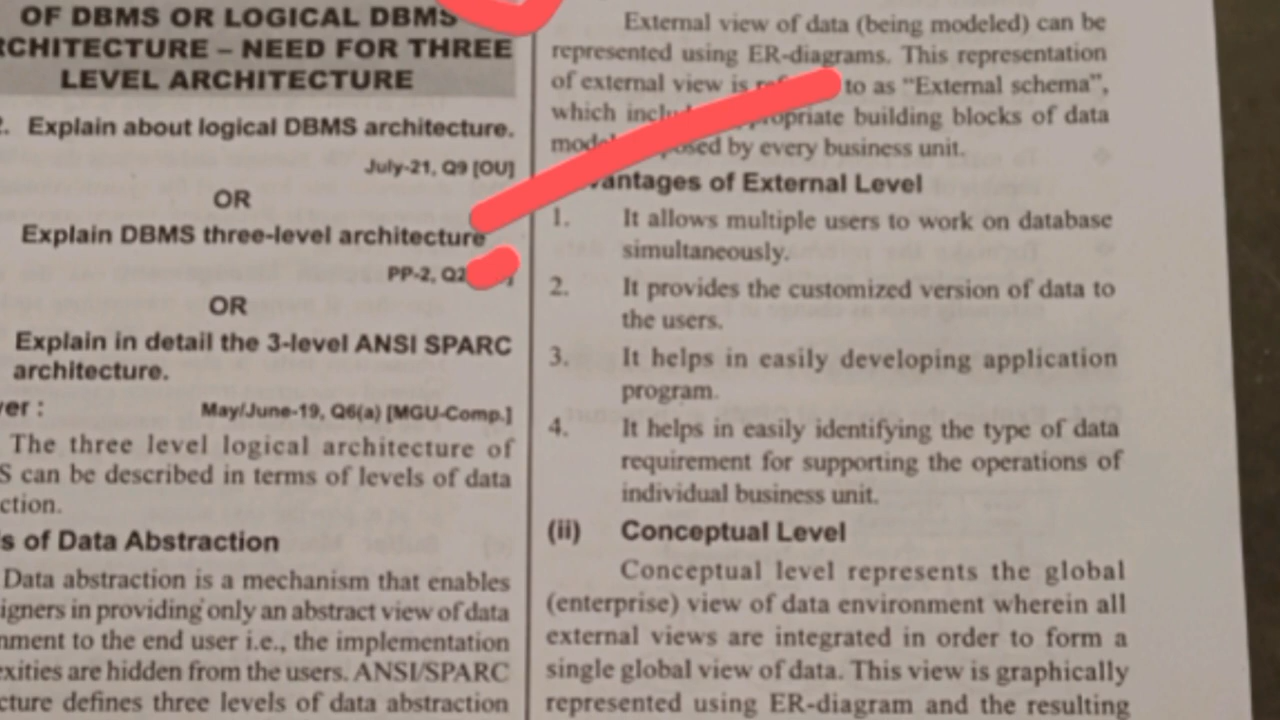 OF DBMS OR LOGICAL DBMS
RCHITECTURE – NEED FOR THREE
LEVEL ARCHITECTURE
Explain about logical DBMS architecture.
July-21, Q9 [OU]
OR
Explain DBMS three-level architecture
PP-2, Q2
OR
Explain in detail the 3-level ANSI SPARC
architecture.
ver :
May/June-19, Q6(a) [MGU-Comp.]
The three level logical architecture of
S can be described in terms of levels of data
ction.
s of Data Abstraction
Data abstraction is a mechanism that enables
igners in providing only an abstract view of data
nment to the end user i.e., the implementation
exities are hidden from the users. ANSI/SPARC
cture defines three levels of data abstraction
External view of data (being modeled) can be
represented using ER-diagrams. This representation
of external view is to as “External schema”,
which building blocks of data
by every business unit.
vantages of External Level
1. It allows multiple users to work on database
simultaneously.
2. It provides the customized version of data to
the users.
3. It helps in easily developing application
program.
4. It helps in easily identifying the type of data
requirement for supporting the operations of
individual business unit.
(ii) Conceptual Level
Conceptual level represents the global
(enterprise) view of data environment wherein all
external views are integrated in order to form a
single global view of data. This view is graphically
represented using ER-diagram and the resulting